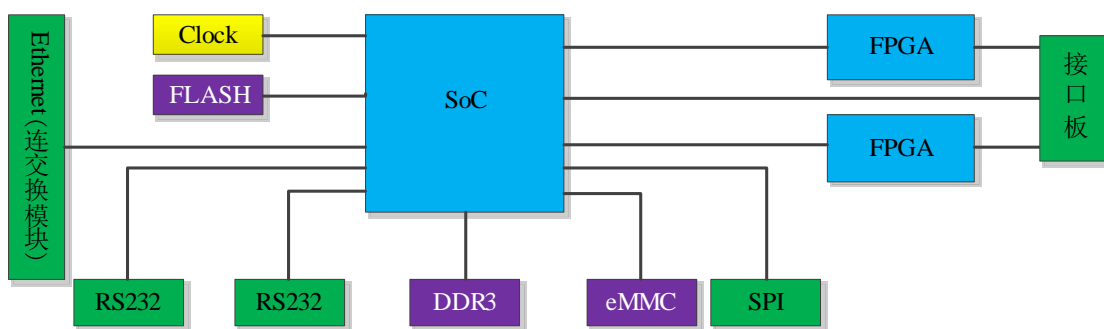 Ethernet(连交换模块)
Clock
FLASH
SoC
FPGA
FPGA
接口板
RS232
RS232
DDR3
eMMC
SPI